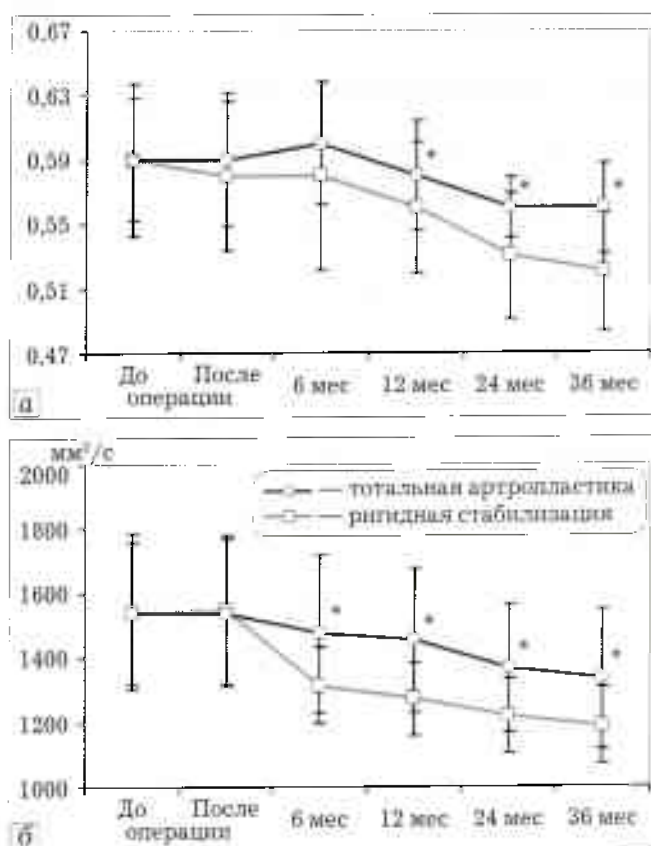 0,67
0,63
0,59
0,55
0,51
0,47
До операции
После операции
6 мес
12 мес
24 мес
36 мес
а
мм²/с
2000
1800
1600
1400
1200
1000
тотальная артропластика
ригидная стабилизация
До операции
После операции
6 мес
12 мес
24 мес
36 мес
б